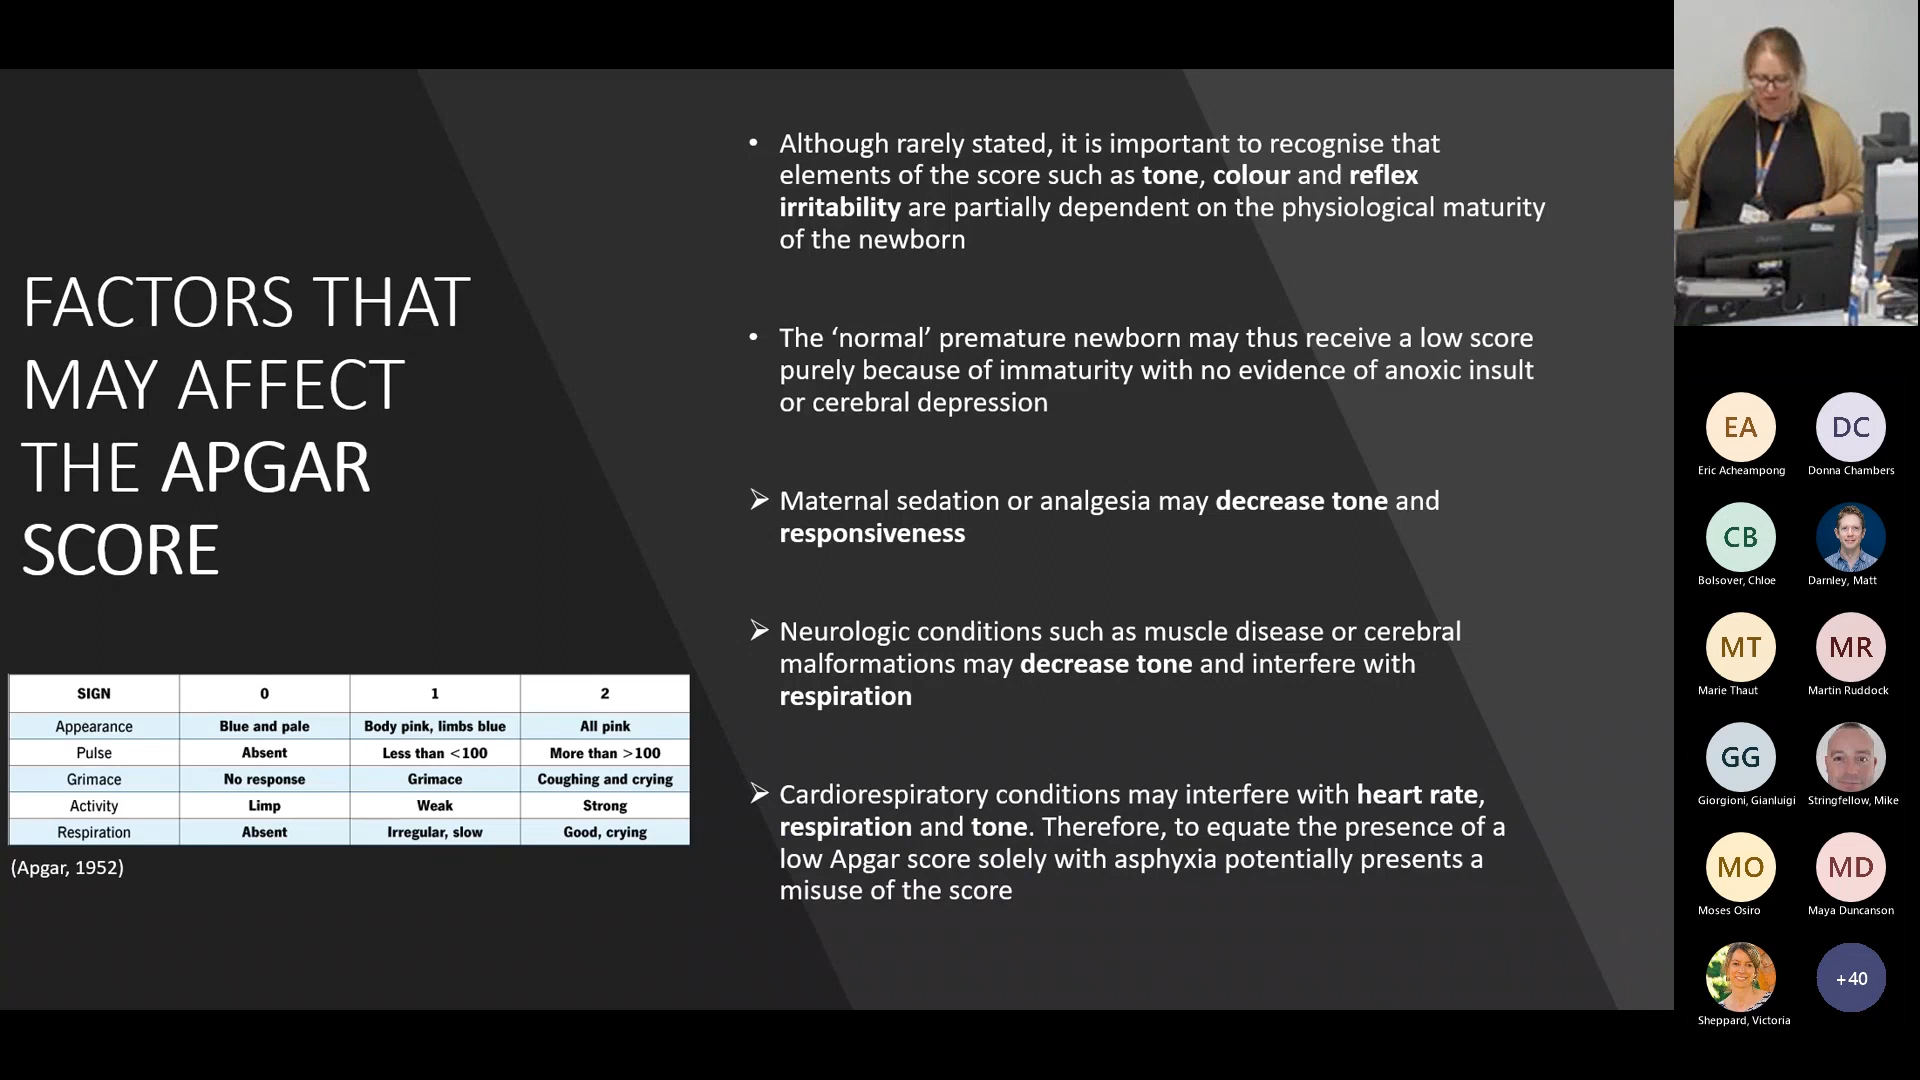 FACTORS THAT
MAY AFFECT
THE APGAR
SCORE
SIGN 0 1 2
Appearance Blue and pale Body pink, limbs blue All pink
Pulse Absent Less than <100 More than >100
Grimace No response Grimace Coughing and crying
Activity Limp Weak Strong
Respiration Absent Irregular, slow Good, crying
(Apgar, 1952)
• Although rarely stated, it is important to recognise that
elements of the score such as tone, colour and reflex
irritability are partially dependent on the physiological maturity
of the newborn
• The ‘normal’ premature newborn may thus receive a low score
purely because of immaturity with no evidence of anoxic insult
or cerebral depression
➢ Maternal sedation or analgesia may decrease tone and
responsiveness
➢ Neurologic conditions such as muscle disease or cerebral
malformations may decrease tone and interfere with
respiration
➢ Cardiorespiratory conditions may interfere with heart rate,
respiration and tone. Therefore, to equate the presence of a
low Apgar score solely with asphyxia potentially presents a
misuse of the score
EA DC
Eric Acheampong Donna Chambers
CB
Bolsover, Chloe Darnley, Matt
MT MR
Marie Thaut Martin Ruddock
GG
Giorgioni, Gianluigi Stringfellow, Mike
MO MD
Moses Osiro Maya Duncanson
+40
Sheppard, Victoria